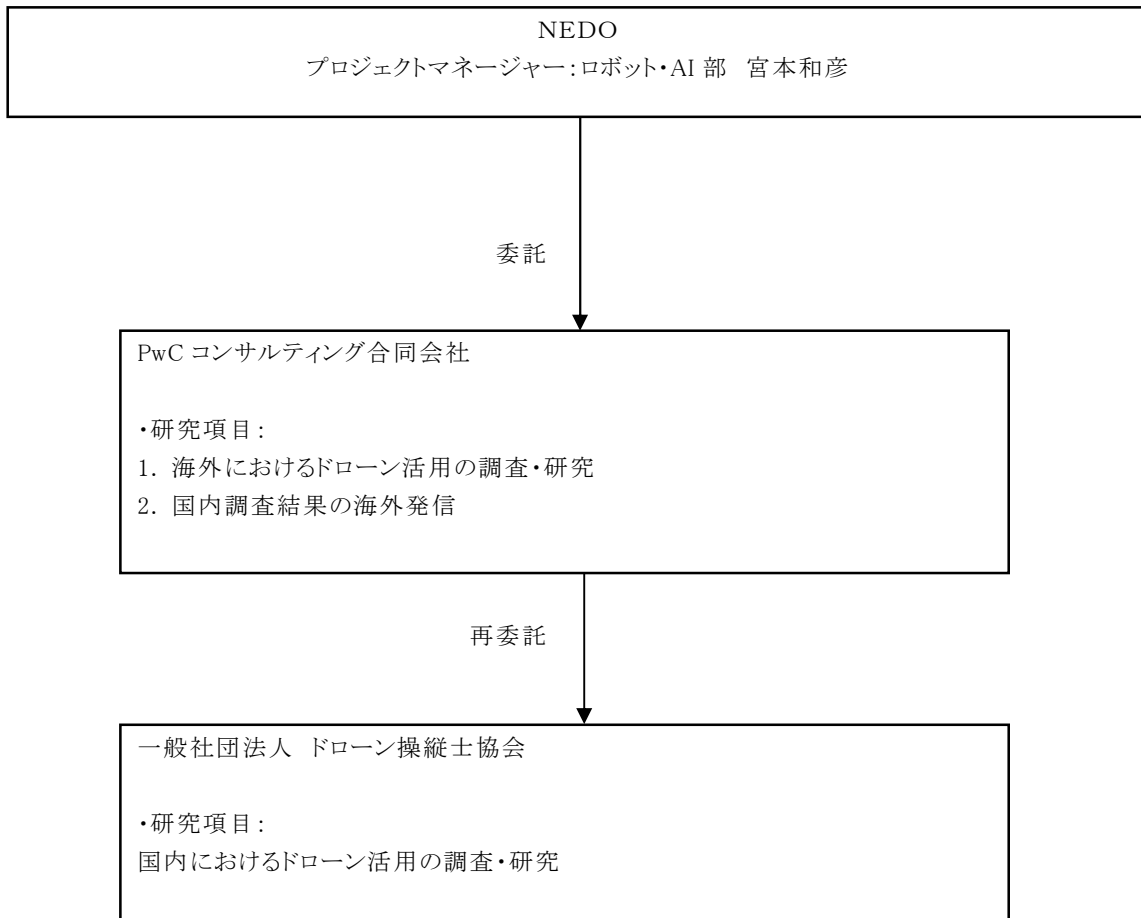 NEDO
プロジェクトマネージャー：ロボット・AI 部　宮本和彦
委託
PwC コンサルティング合同会社
・研究項目：
1. 海外におけるドローン活用の調査・研究
2. 国内調査結果の海外発信
再委託
一般社団法人 ドローン操縦士協会
・研究項目：
国内におけるドローン活用の調査・研究